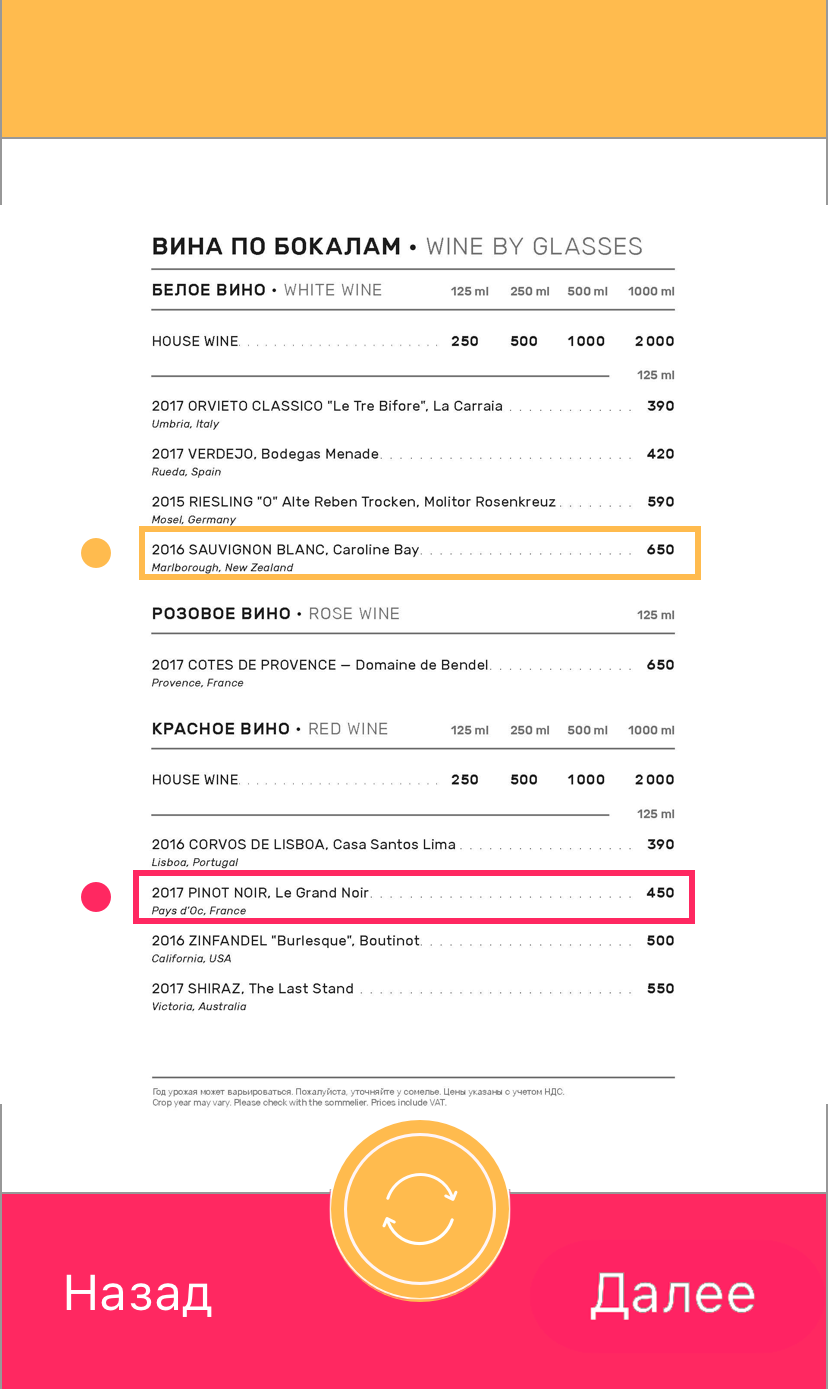 ВИНА ПО БОКАЛАМ • WINE BY GLASSES
БЕЛОЕ ВИНО • WHITE WINE 125 ml 250 ml 500 ml 1000 ml
HOUSE WINE. . . . . . . . . . . . . . . . . . . . . . 250 500 1000 2000
125 ml
2017 ORVIETO CLASSICO "Le Tre Bifore", La Carraia . . . . . . . . . . . . . 390
Umbria, Italy
2017 VERDEJO, Bodegas Menade. . . . . . . . . . . . . . . . . . . . . . . . . . 420
Rueda, Spain
2015 RIESLING "O" Alte Reben Trocken, Molitor Rosenkreuz . . . . . . . . 590
Mosel, Germany
2016 SAUVIGNON BLANC, Caroline Bay. . . . . . . . . . . . . . . . . . . . . . 650
Marlborough, New Zealand
РОЗОВОЕ ВИНО • ROSE WINE 125 ml
2017 COTES DE PROVENCE — Domaine de Bendel. . . . . . . . . . . . . . . 650
Provence, France
КРАСНОЕ ВИНО • RED WINE 125 ml 250 ml 500 ml 1000 ml
HOUSE WINE. . . . . . . . . . . . . . . . . . . . . . 250 500 1000 2000
125 ml
2016 CORVOS DE LISBOA, Casa Santos Lima . . . . . . . . . . . . . . . . . . 390
Lisboa, Portugal
2017 PINOT NOIR, Le Grand Noir. . . . . . . . . . . . . . . . . . . . . . . . . . . 450
Pays d'Oc, France
2016 ZINFANDEL "Burlesque", Boutinot. . . . . . . . . . . . . . . . . . . . . . 500
California, USA
2017 SHIRAZ, The Last Stand . . . . . . . . . . . . . . . . . . . . . . . . . . . . 550
Victoria, Australia
Год урожая может варьироваться. Пожалуйста, уточняйте у сомелье. Цены указаны с учетом НДС.
Crop year may vary. Please check with the sommelier. Prices include VAT.
Назад Далее